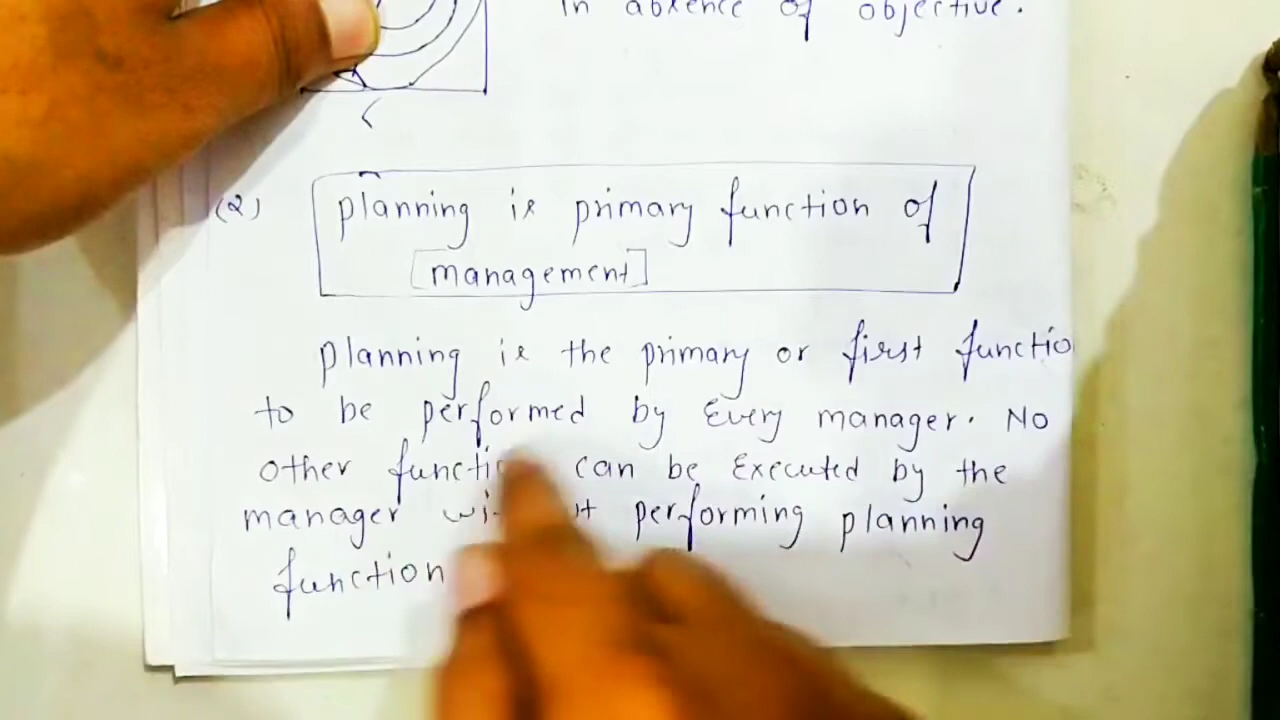 in absence of objective.
(2) planning is primary function of
management
planning is the primary or first functio
to be performed by Every manager. No
other functi can be Executed by the
manager performing planning
function